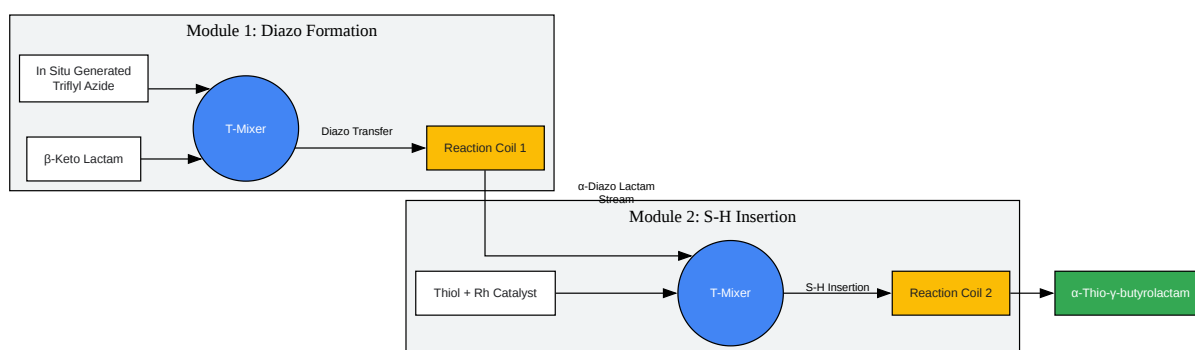 Module 1: Diazo Formation
In Situ Generated
Triflyl Azide
T-Mixer
β-Keto Lactam
Diazo Transfer
Reaction Coil 1
α-Diazo Lactam
Stream
Module 2: S-H Insertion
Thiol + Rh Catalyst
T-Mixer
S-H Insertion
Reaction Coil 2
α-Thio-γ-butyrolactam